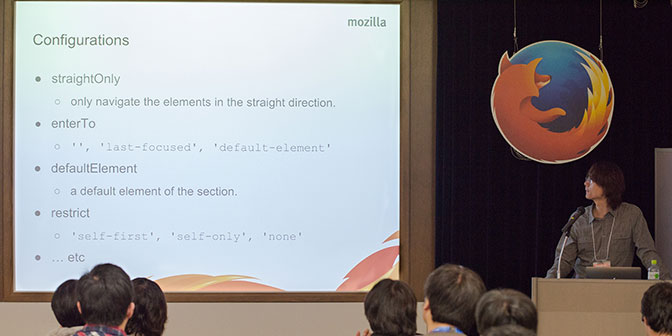 mozilla
Configurations
● straightOnly
○ only navigate the elements in the straight direction.
● enterTo
○ '', 'last-focused', 'default-element'
● defaultElement
○ a default element of the section.
● restrict
○ 'self-first', 'self-only', 'none'
● … etc